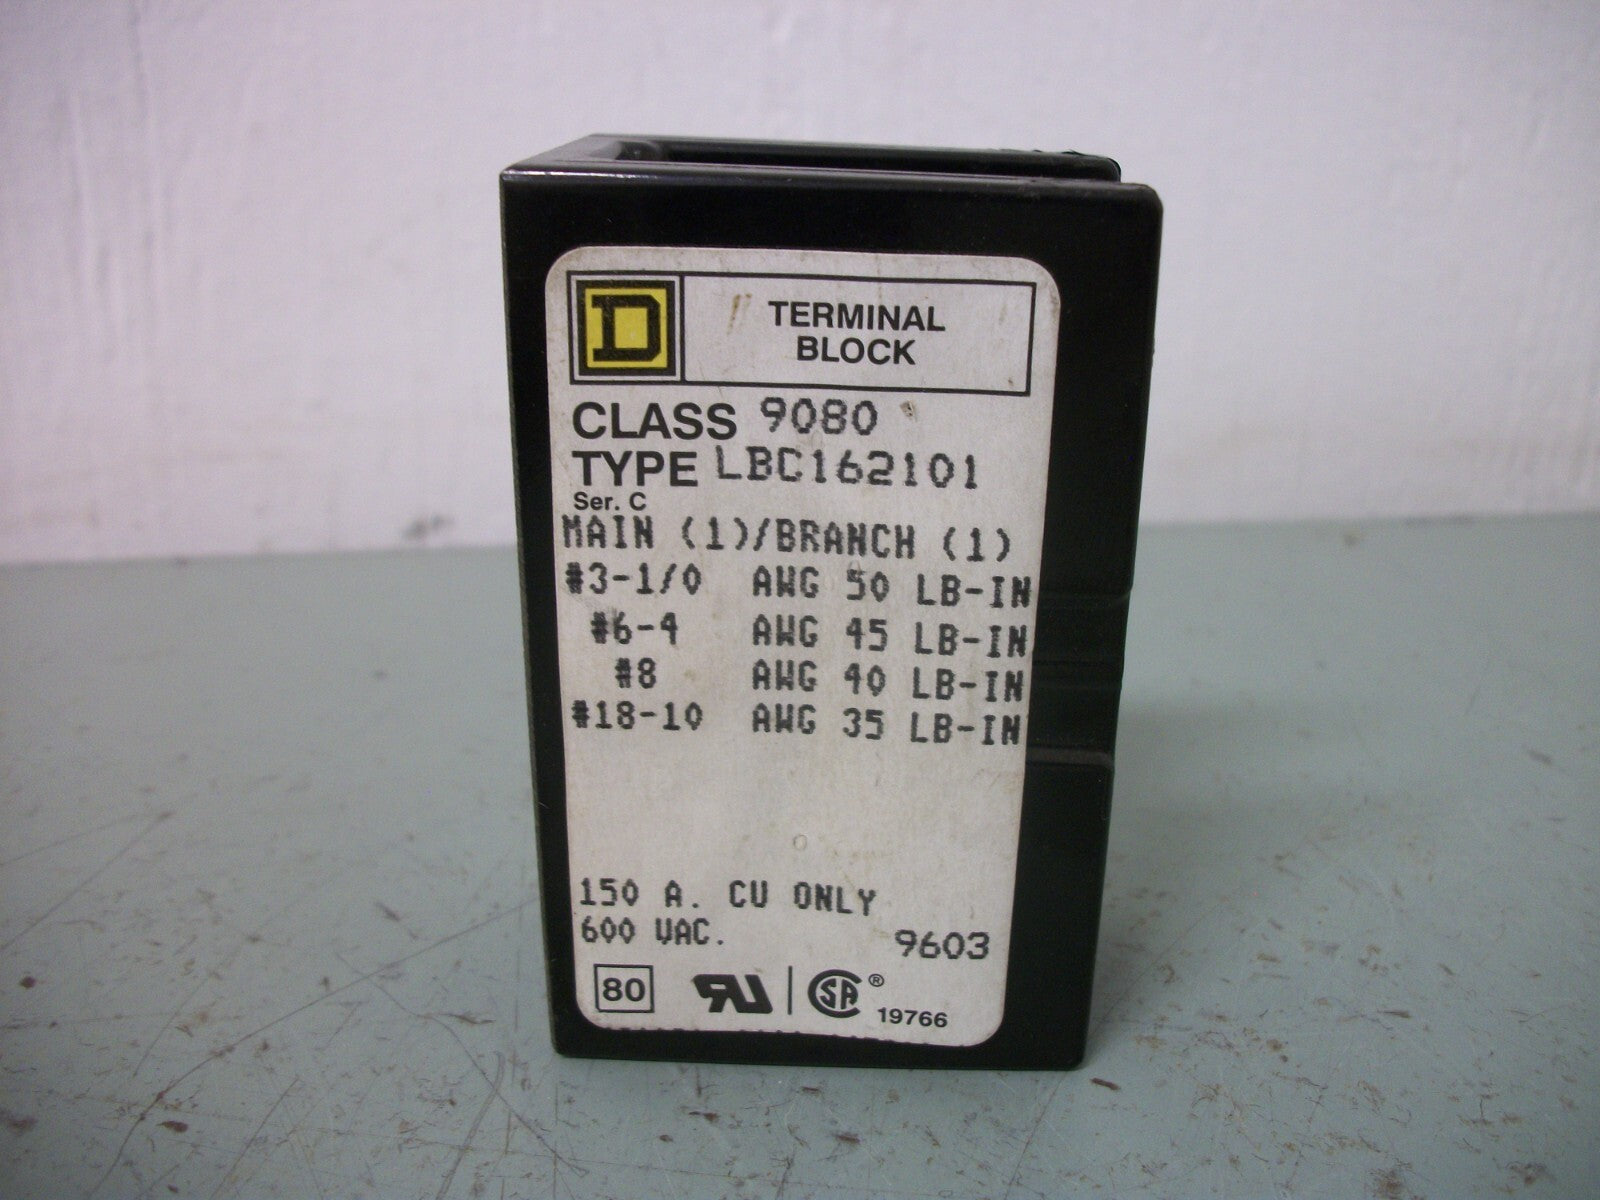 D
TERMINAL
BLOCK
CLASS 9080
TYPE LBC162101
Ser. C
MAIN (1)/BRANCH (1)
#3-1/0 AWG 50 LB-IN
#6-4 AWG 45 LB-IN
#8 AWG 40 LB-IN
#18-10 AWG 35 LB-IN
150 A. CU ONLY
600 VAC.
9603
80 RU SA ®
19766